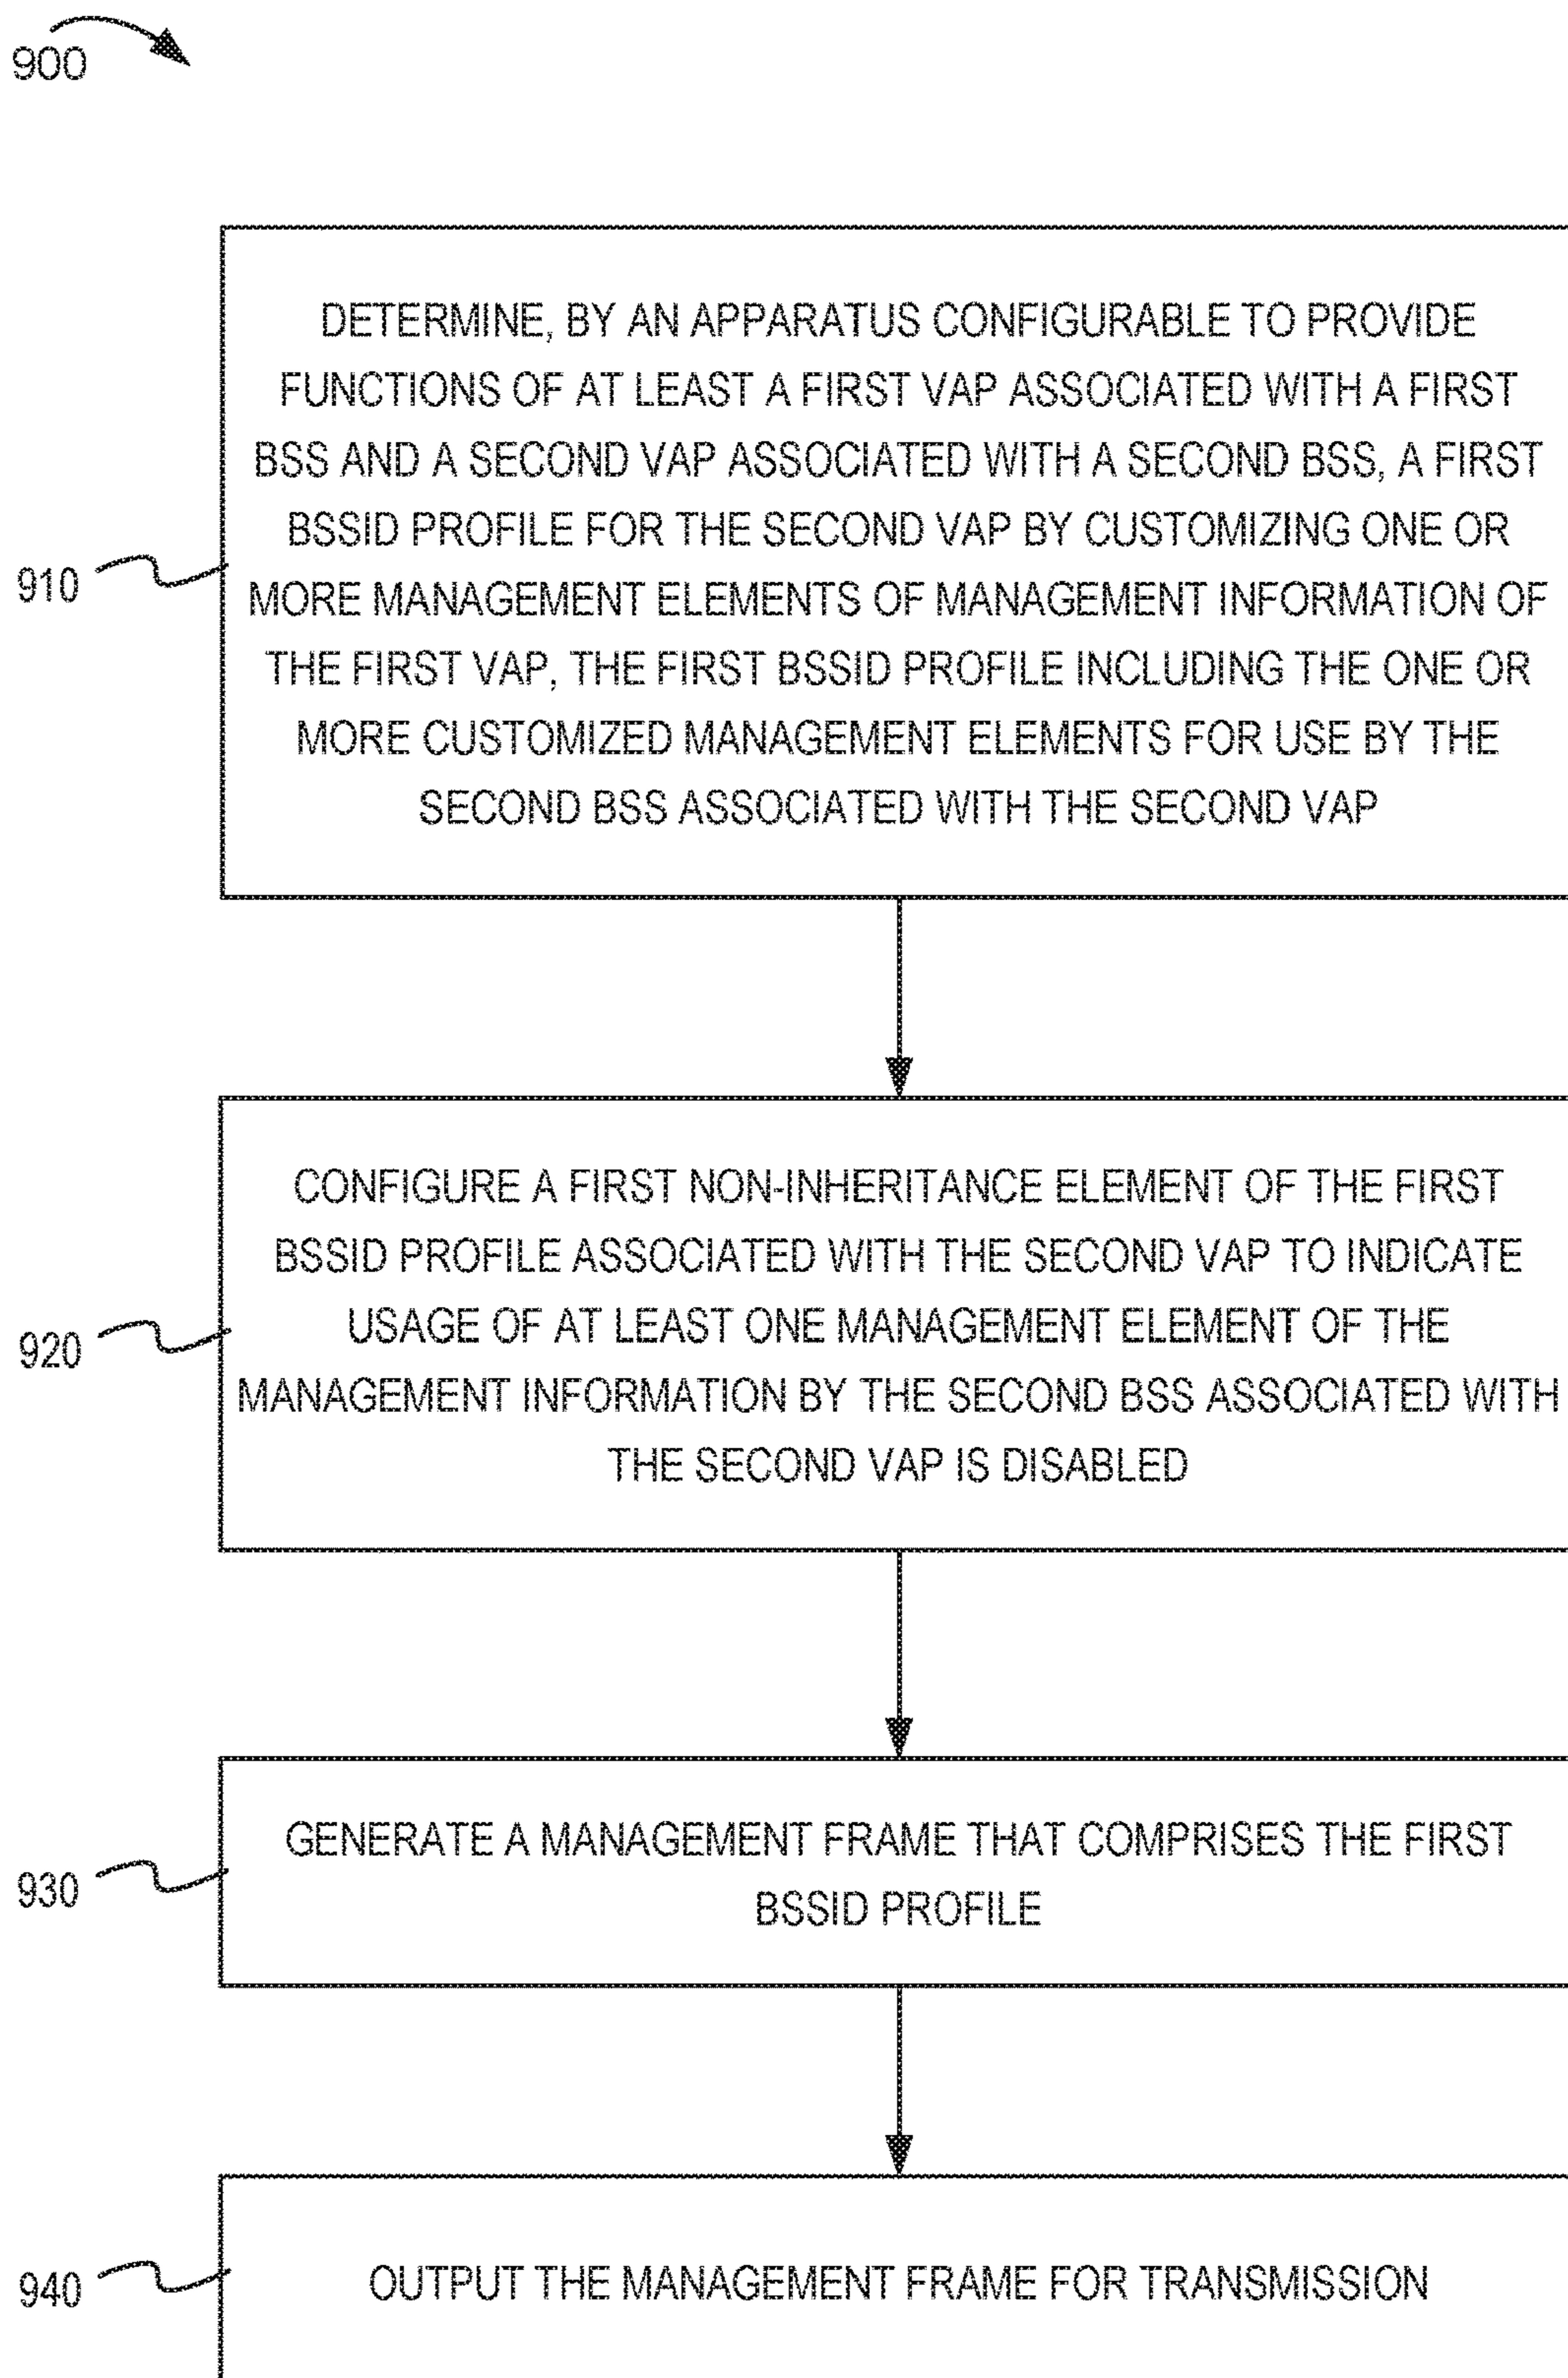 900
DETERMINE, BY AN APPARATUS CONFIGURABLE TO PROVIDE
FUNCTIONS OF AT LEAST A FIRST VAP ASSOCIATED WITH A FIRST
BSS AND A SECOND VAP ASSOCIATED WITH A SECOND BSS, A FIRST
BSSID PROFILE FOR THE SECOND VAP BY CUSTOMIZING ONE OR
MORE MANAGEMENT ELEMENTS OF MANAGEMENT INFORMATION OF
THE FIRST VAP, THE FIRST BSSID PROFILE INCLUDING THE ONE OR
MORE CUSTOMIZED MANAGEMENT ELEMENTS FOR USE BY THE
SECOND BSS ASSOCIATED WITH THE SECOND VAP
910
CONFIGURE A FIRST NON-INHERITANCE ELEMENT OF THE FIRST
BSSID PROFILE ASSOCIATED WITH THE SECOND VAP TO INDICATE
USAGE OF AT LEAST ONE MANAGEMENT ELEMENT OF THE
MANAGEMENT INFORMATION BY THE SECOND BSS ASSOCIATED WITH
THE SECOND VAP IS DISABLED
920
GENERATE A MANAGEMENT FRAME THAT COMPRISES THE FIRST
BSSID PROFILE
930
OUTPUT THE MANAGEMENT FRAME FOR TRANSMISSION
940